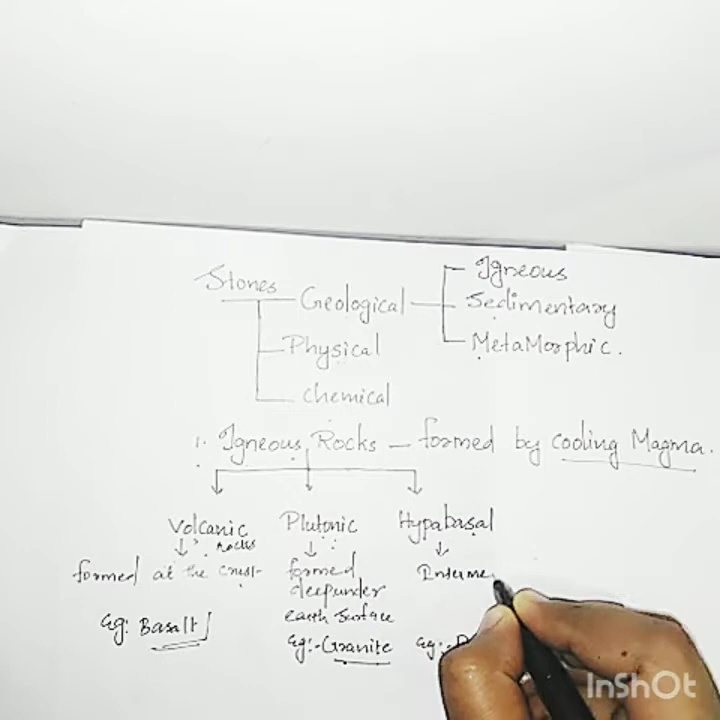 Stones
Geological
Physical
chemical
Igneous
Sedimentary
MetaMorphic.
1. Igneous Rocks – formed by cooling Magma.
Volcanic rocks
formed at the crust
Eg: Basalt
Plutonic
formed
deepunder
earth surface
Eg:-Granite
Hypabasal
Interme
Eg:-
InShOt